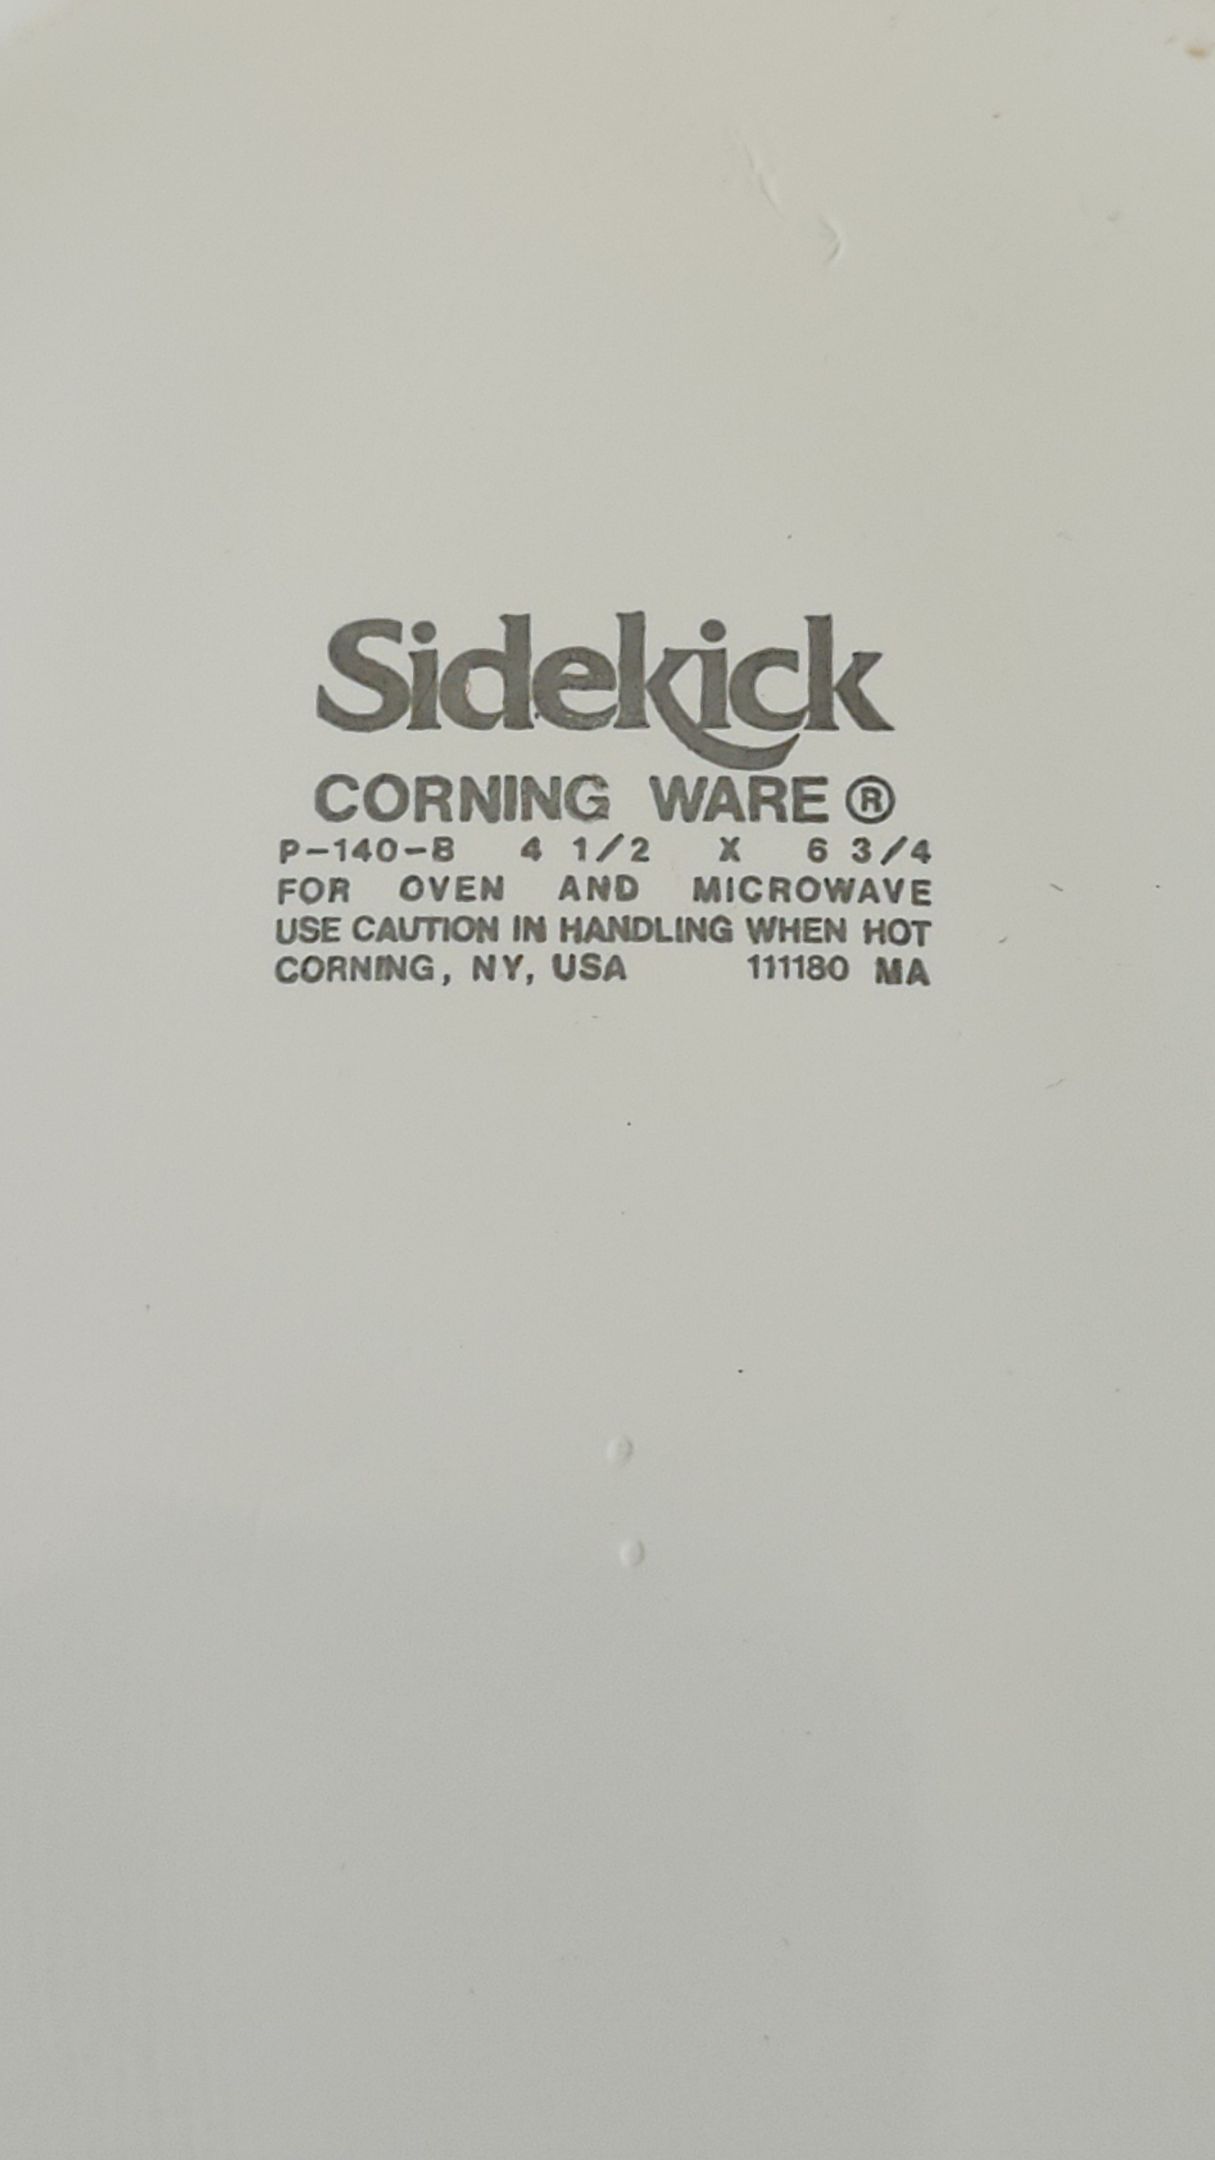 Sidekick
CORNING WARE ®
P-140-B 4 1/2 X 6 3/4
FOR OVEN AND MICROWAVE
USE CAUTION IN HANDLING WHEN HOT
CORNING, NY, USA 111180 MA